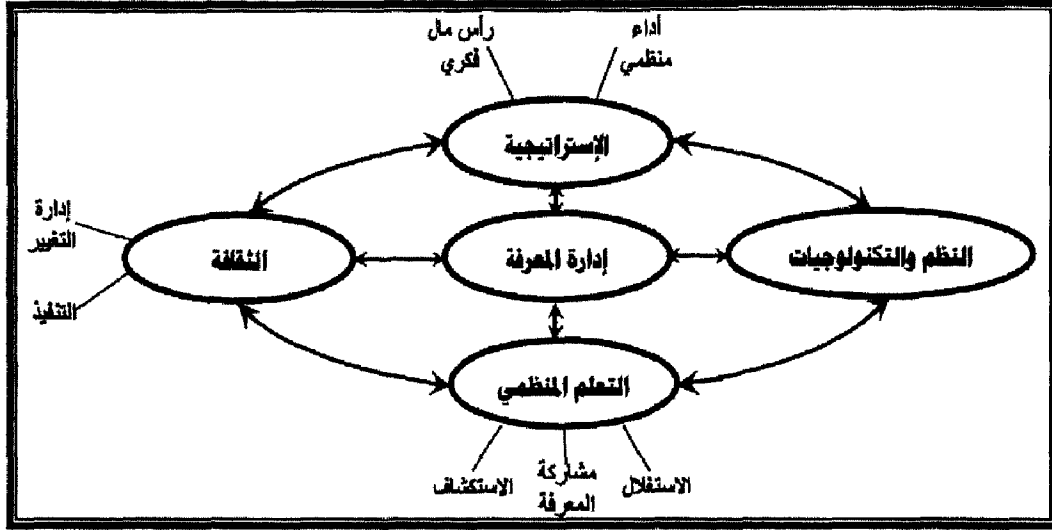 رأس مال
فكري
أداء
منظمي
الإستراتيجية
إدارة
التغيير
التنفيذ
الثقافة
إدارة المعرفة
النظم والتكنولوجيات
التعلم المنظمي
الاستكشاف
مشاركة
المعرفة
الاستغلال